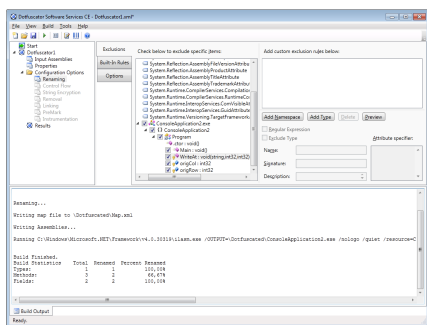 Dotfuscator Software Services CE - Dotfuscator1.xml*
File View Build Tools Help
Start
Dotfuscator1
Input Assemblies
Properties
Configuration Options
Renaming
Control Flow
String Encryption
Removal
Linking
PreMark
Instrumentation
Results
Exclusions
Built-In Rules
Options
Check below to exclude specific items:
System.Reflection.AssemblyFileVersionAttribu
System.Reflection.AssemblyProductAttribute
System.Reflection.AssemblyTitleAttribute
System.Reflection.AssemblyTrademarkAttribu
System.Runtime.CompilerServices.Compilation
System.Runtime.CompilerServices.RuntimeCo
System.Runtime.InteropServices.ComVisibleAt
System.Runtime.InteropServices.GuidAttribute
System.Runtime.Versioning.TargetFramework
ConsoleApplication2.exe
ConsoleApplication2
Program
.ctor : void()
Main : void()
WriteAt : void(string,int32,int32)
origCol : int32
origRow : int32
Add custom exclusion rules below.
Add Namespace Add Type Delete Preview
Regular Expression
Exclude Type
Attribute specifier:
Name:
Signature:
Description:
Renaming...
Writing map file to \Dotfuscated\Map.xml
Writing Assemblies...
Running C:\Windows\Microsoft.NET\Framework\v4.0.30319\ilasm.exe /OUTPUT=\Dotfuscated\ConsoleApplication2.exe /nologo /quiet /resource=C
Build Finished.
Build Statistics Total Renamed Percent Renamed
Types: 1 1 100,00%
Methods: 3 2 66,67%
Fields: 2 2 100,00%
Build Output
Ready.